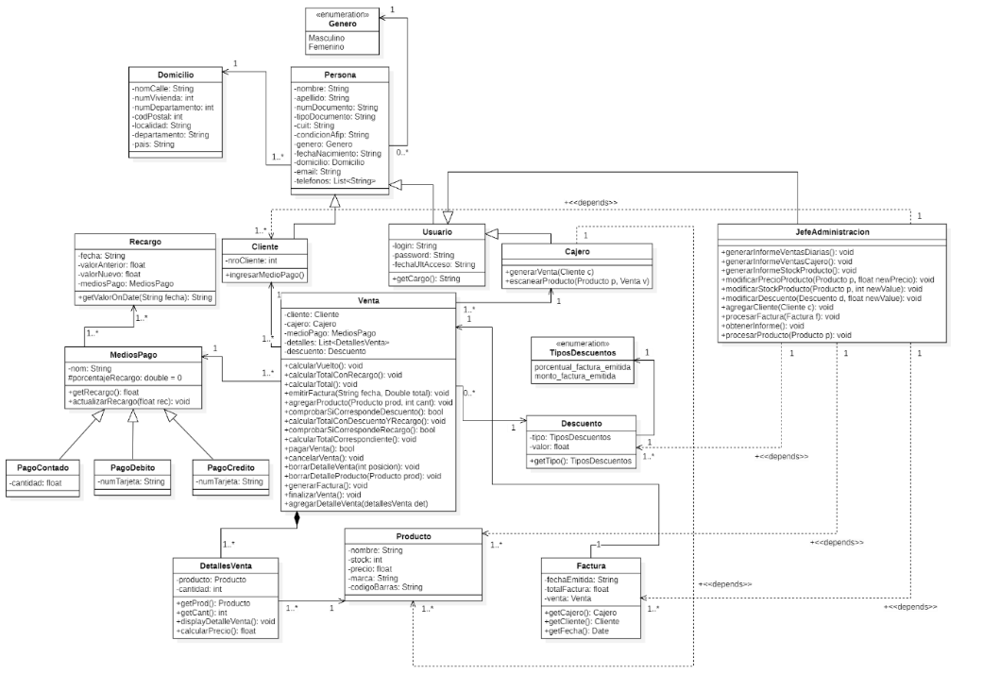 «enumeration»
Genero
Masculino
Femenino
1
0..*
Domicilio
-nomCalle: String
-numVivienda: int
-numDepartamento: int
-codPostal: int
-localidad: String
-departamento: String
-pais: String
1
1..*
Persona
-nombre: String
-apellido: String
-numDocumento: String
-tipoDocumento: String
-cuit: String
-condicionAfip: String
-genero: Genero
-fechaNacimiento: String
-domicilio: Domicilio
-email: String
-telefonos: List<String>
+<<depends>>
1..*
1
1
Recargo
-fecha: String
-valorAnterior: float
-valorNuevo: float
-mediosPago: MediosPago
+getValorOnDate(String fecha): String
1..*
1
Cliente
-nroCliente: int
+ingresarMedioPago()
1
1..*
Usuario
-login: String
-password: String
-fechaUltAcceso: String
+getCargo(): String
Cajero
+generarVenta(Cliente c)
+escanearProducto(Producto p, Venta v)
1
1..*
1
JefeAdministracion
+generarInformeVentasDiarias(): void
+generarInformeVentasCajero(): void
+generarInformeStockProducto(): void
+modificarPrecioProducto(Producto p, float newPrecio): void
+modificarStockProducto(Producto p, int newValue): void
+modificarDescuento(Descuento d, float newValue): void
+agregarCliente(Cliente c): void
+procesarFactura(Factura f): void
+obtenerInforme(): void
+procesarProducto(Producto p): void
1
1
1
Venta
-cliente: Cliente
-cajero: Cajero
-medioPago: MediosPago
-detalles: List<DetallesVenta>
-descuento: Descuento
+calcularVuelto(): void
+calcularTotalConRecargo(): void
+calcularTotal(): void
+emitirFactura(String fecha, Double total): void
+agregarProducto(Producto prod, int cant): void
+comprobarSiCorrespondeDescuento(): bool
+calcularTotalConDescuentoYRecargo(): void
+comprobarSiCorrespondeRecargo(): bool
+calcularTotalCorrespondiente(): void
+pagarVenta(): bool
+cancelarVenta(): void
+borrarDetalleVenta(int posicion): void
+borrarDetalleProducto(Producto prod): void
+generarFactura(): void
+finalizarVenta(): void
+agregarDetalleVenta(detallesVenta det)
MediosPago
-nom: String
#porcentajeRecargo: double = 0
+getRecargo(): float
+actualizarRecargo(float rec): void
1
1..*
«enumeration»
TiposDescuentos
porcentual_factura_emitida
monto_factura_emitida
1
1
0..*
1
Descuento
-tipo: TiposDescuentos
-valor: float
+getTipo(): TiposDescuentos
1..*
+<<depends>>
PagoContado
-cantidad: float
PagoDebito
-numTarjeta: String
PagoCredito
-numTarjeta: String
1..*
DetallesVenta
-producto: Producto
-cantidad: int
+getProd(): Producto
+getCant(): int
+displayDetalleVenta(): void
+calcularPrecio(): float
1..*
1
Producto
-nombre: String
-stock: int
-precio: float
-marca: String
-codigoBarras: String
1..*
+<<depends>>
1..*
1
Factura
-fechaEmitida: String
-totalFactura: float
-venta: Venta
+getCajero(): Cajero
+getCliente(): Cliente
+getFecha(): Date
+<<depends>>
1..*
+<<depends>>